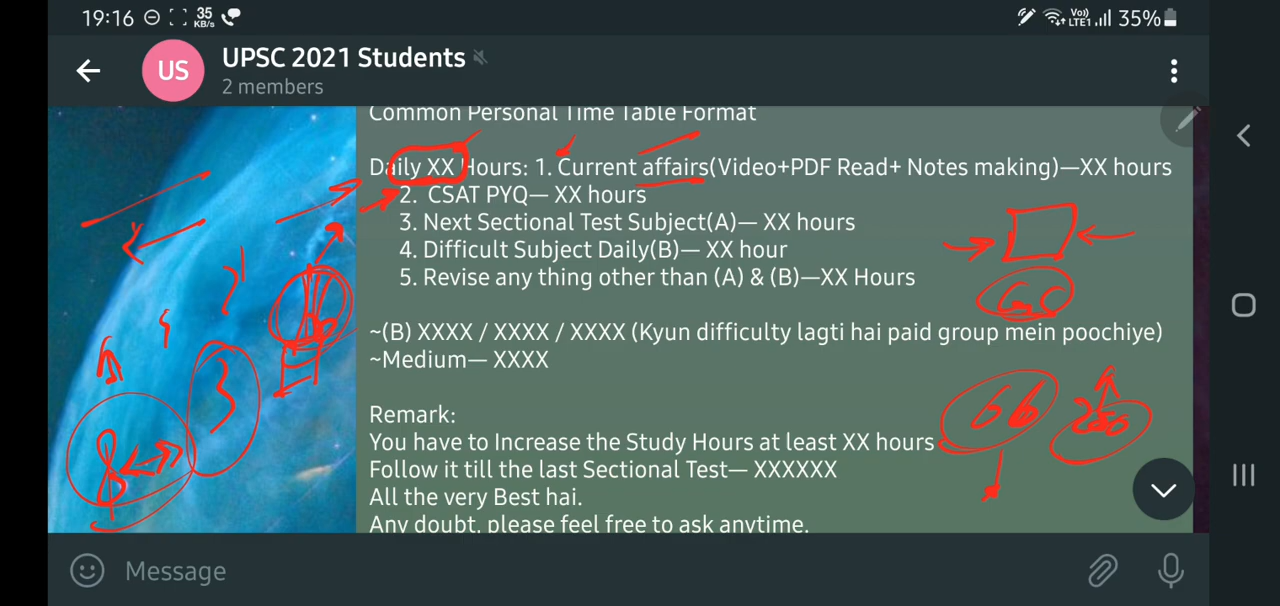 19:16 35 KB/s Vo) LTE1 35%
US UPSC 2021 Students
2 members
Common Personal Time Table Format
Daily XX Hours: 1. Current affairs(Video+PDF Read+ Notes making)—XX hours
2. CSAT PYQ— XX hours
3. Next Sectional Test Subject(A)— XX hours
4. Difficult Subject Daily(B)— XX hour
5. Revise any thing other than (A) & (B)—XX Hours
~(B) XXXX / XXXX / XXXX (Kyun difficulty lagti hai paid group mein poochiye)
~Medium— XXXX
Remark:
You have to Increase the Study Hours at least XX hours
Follow it till the last Sectional Test— XXXXXX
All the very Best hai.
Any doubt, please feel free to ask anytime.
3
66
250
Message